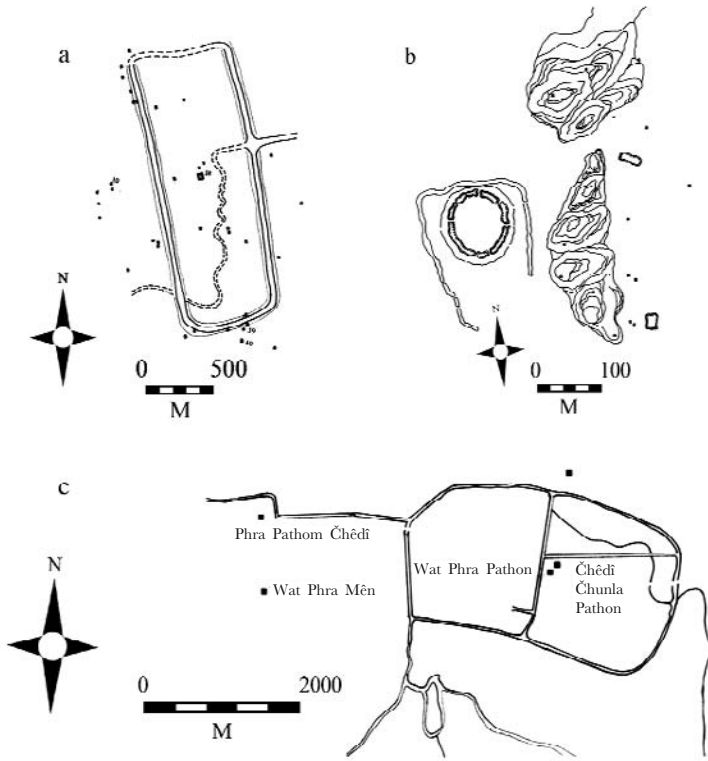 a
N
0 500
M
b
N
0 100
M
c
Phra Pathom Čhêdî
Wat Phra Mên
Wat Phra Pathon
Čhêdî
Čhunla
Pathon
N
0 2000
M